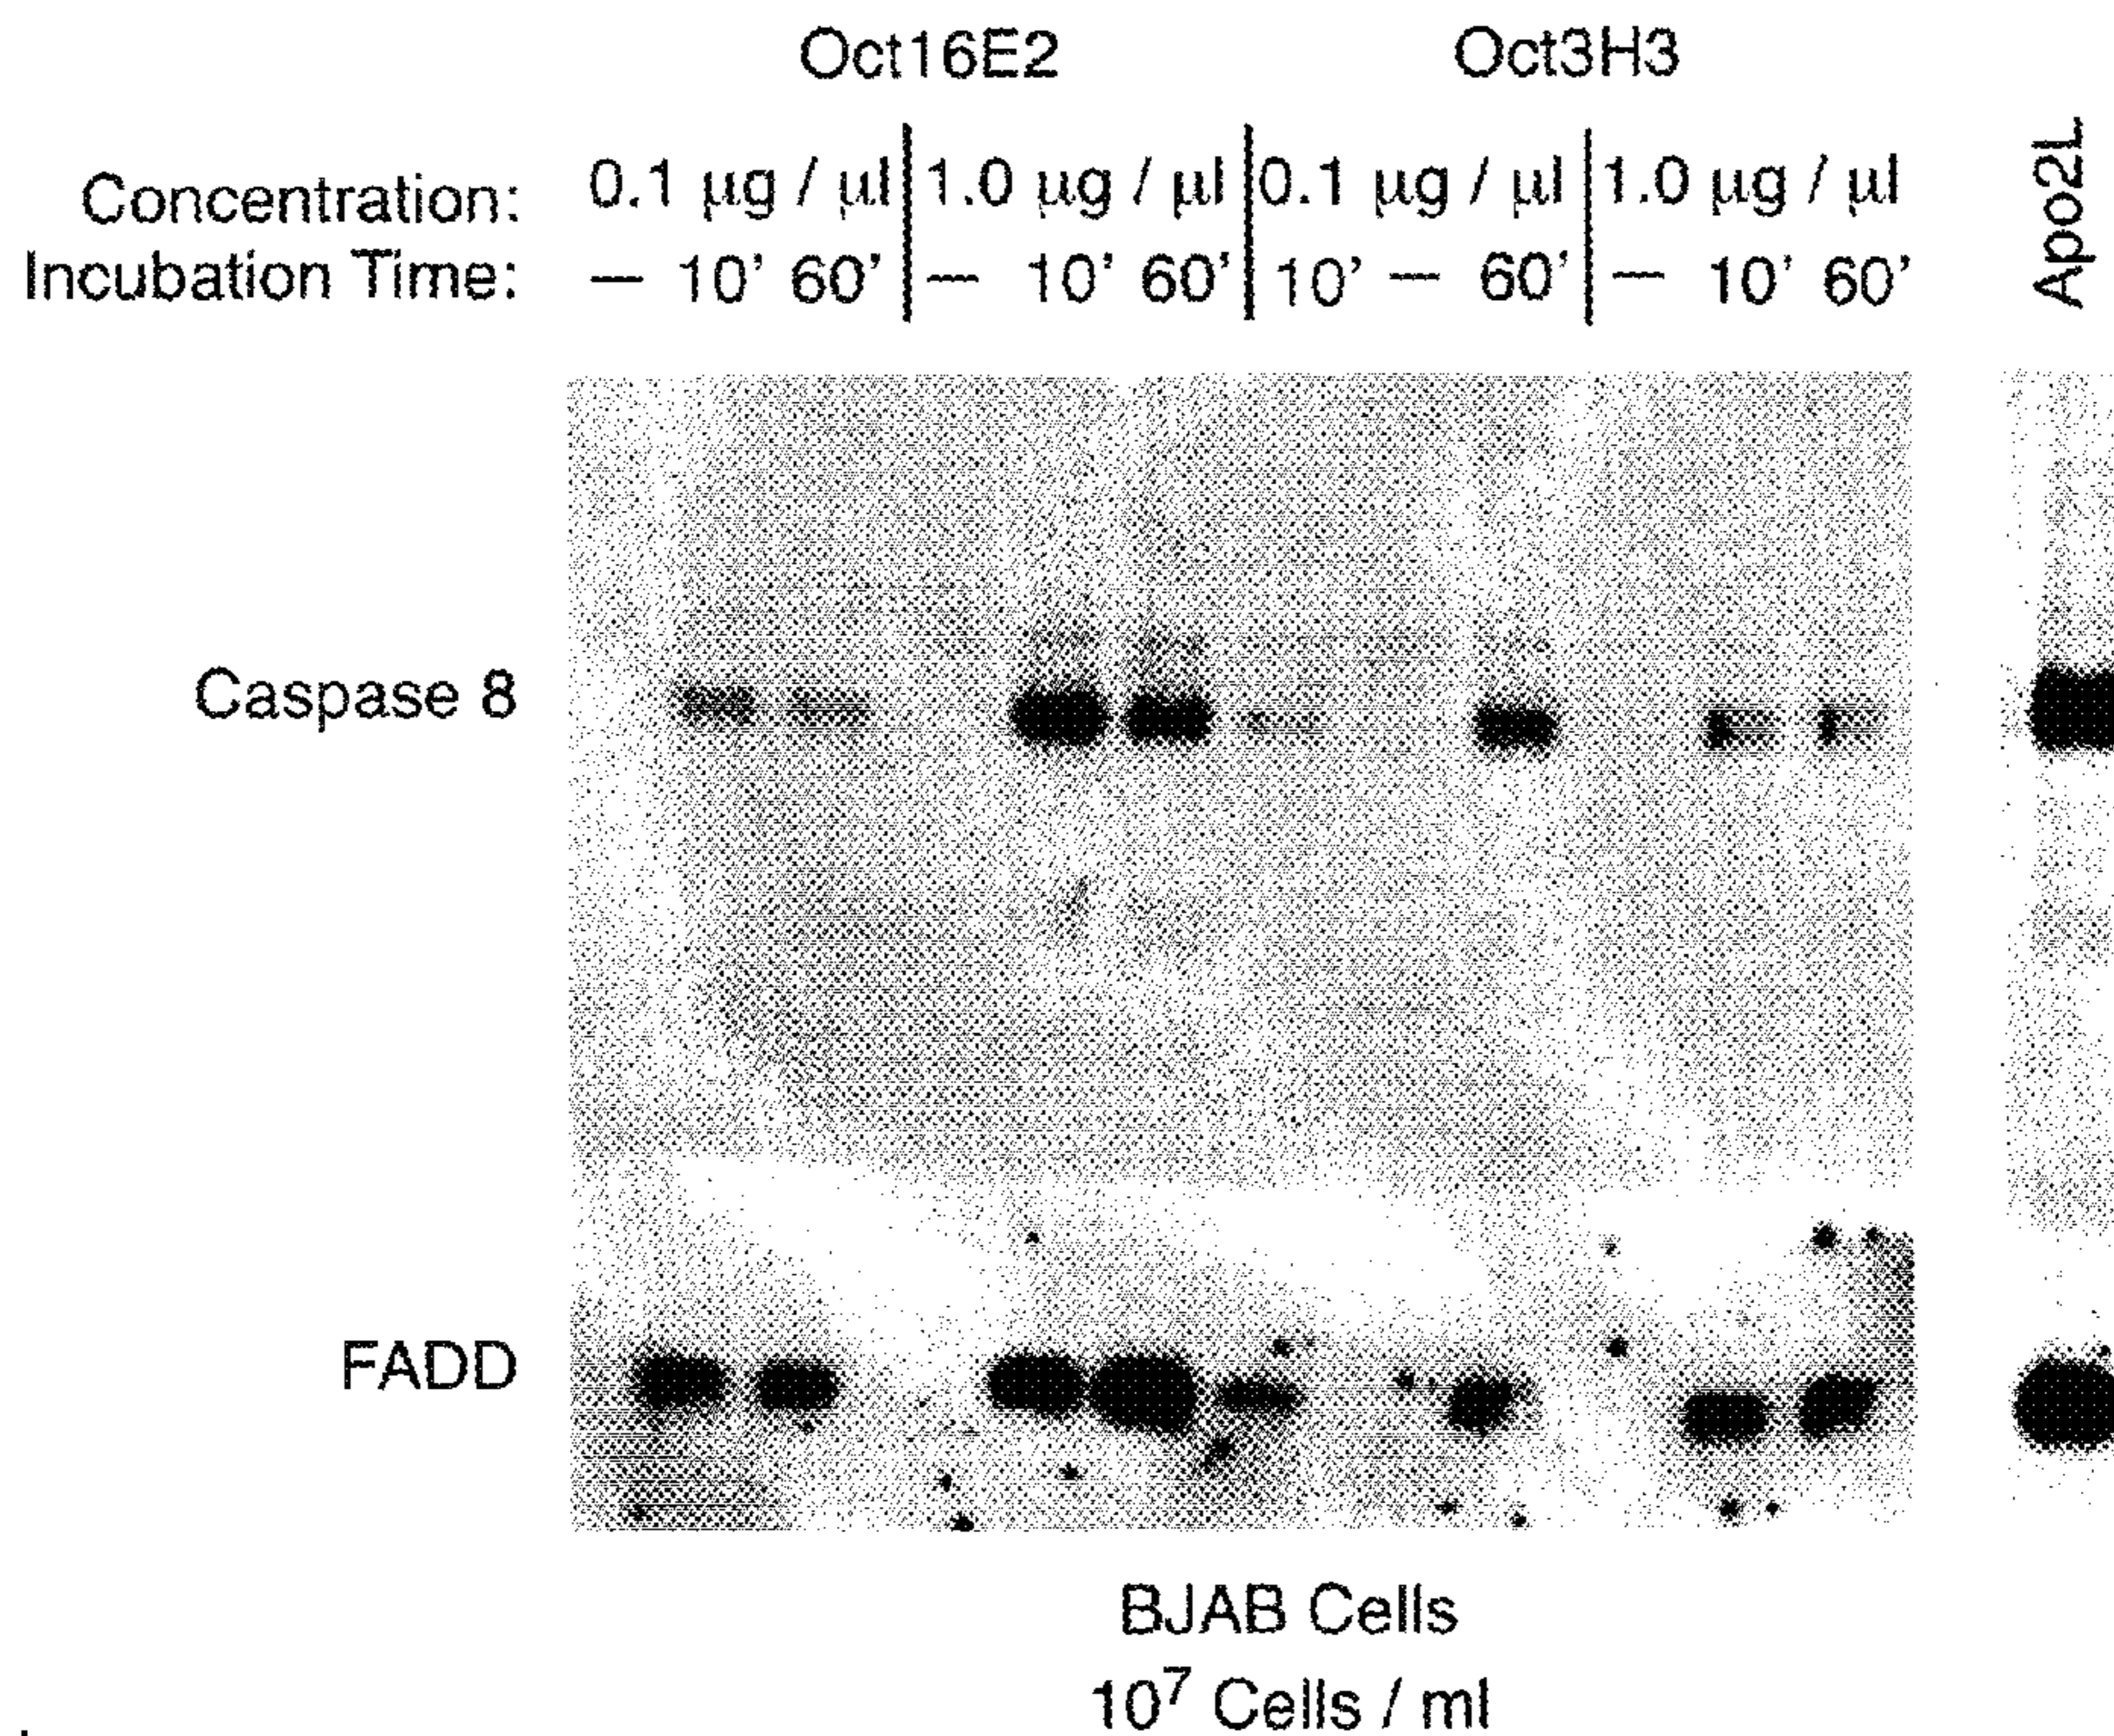 Oct16E2 Oct3H3
Apo2L
Concentration: 0.1 µg / µl 1.0 µg / µl 0.1 µg / µl 1.0 µg / µl
Incubation Time: — 10' 60' --- 10' 60' 10' — 60' — 10' 60'
Caspase 8
FADD
BJAB Cells
10⁷ Cells / ml